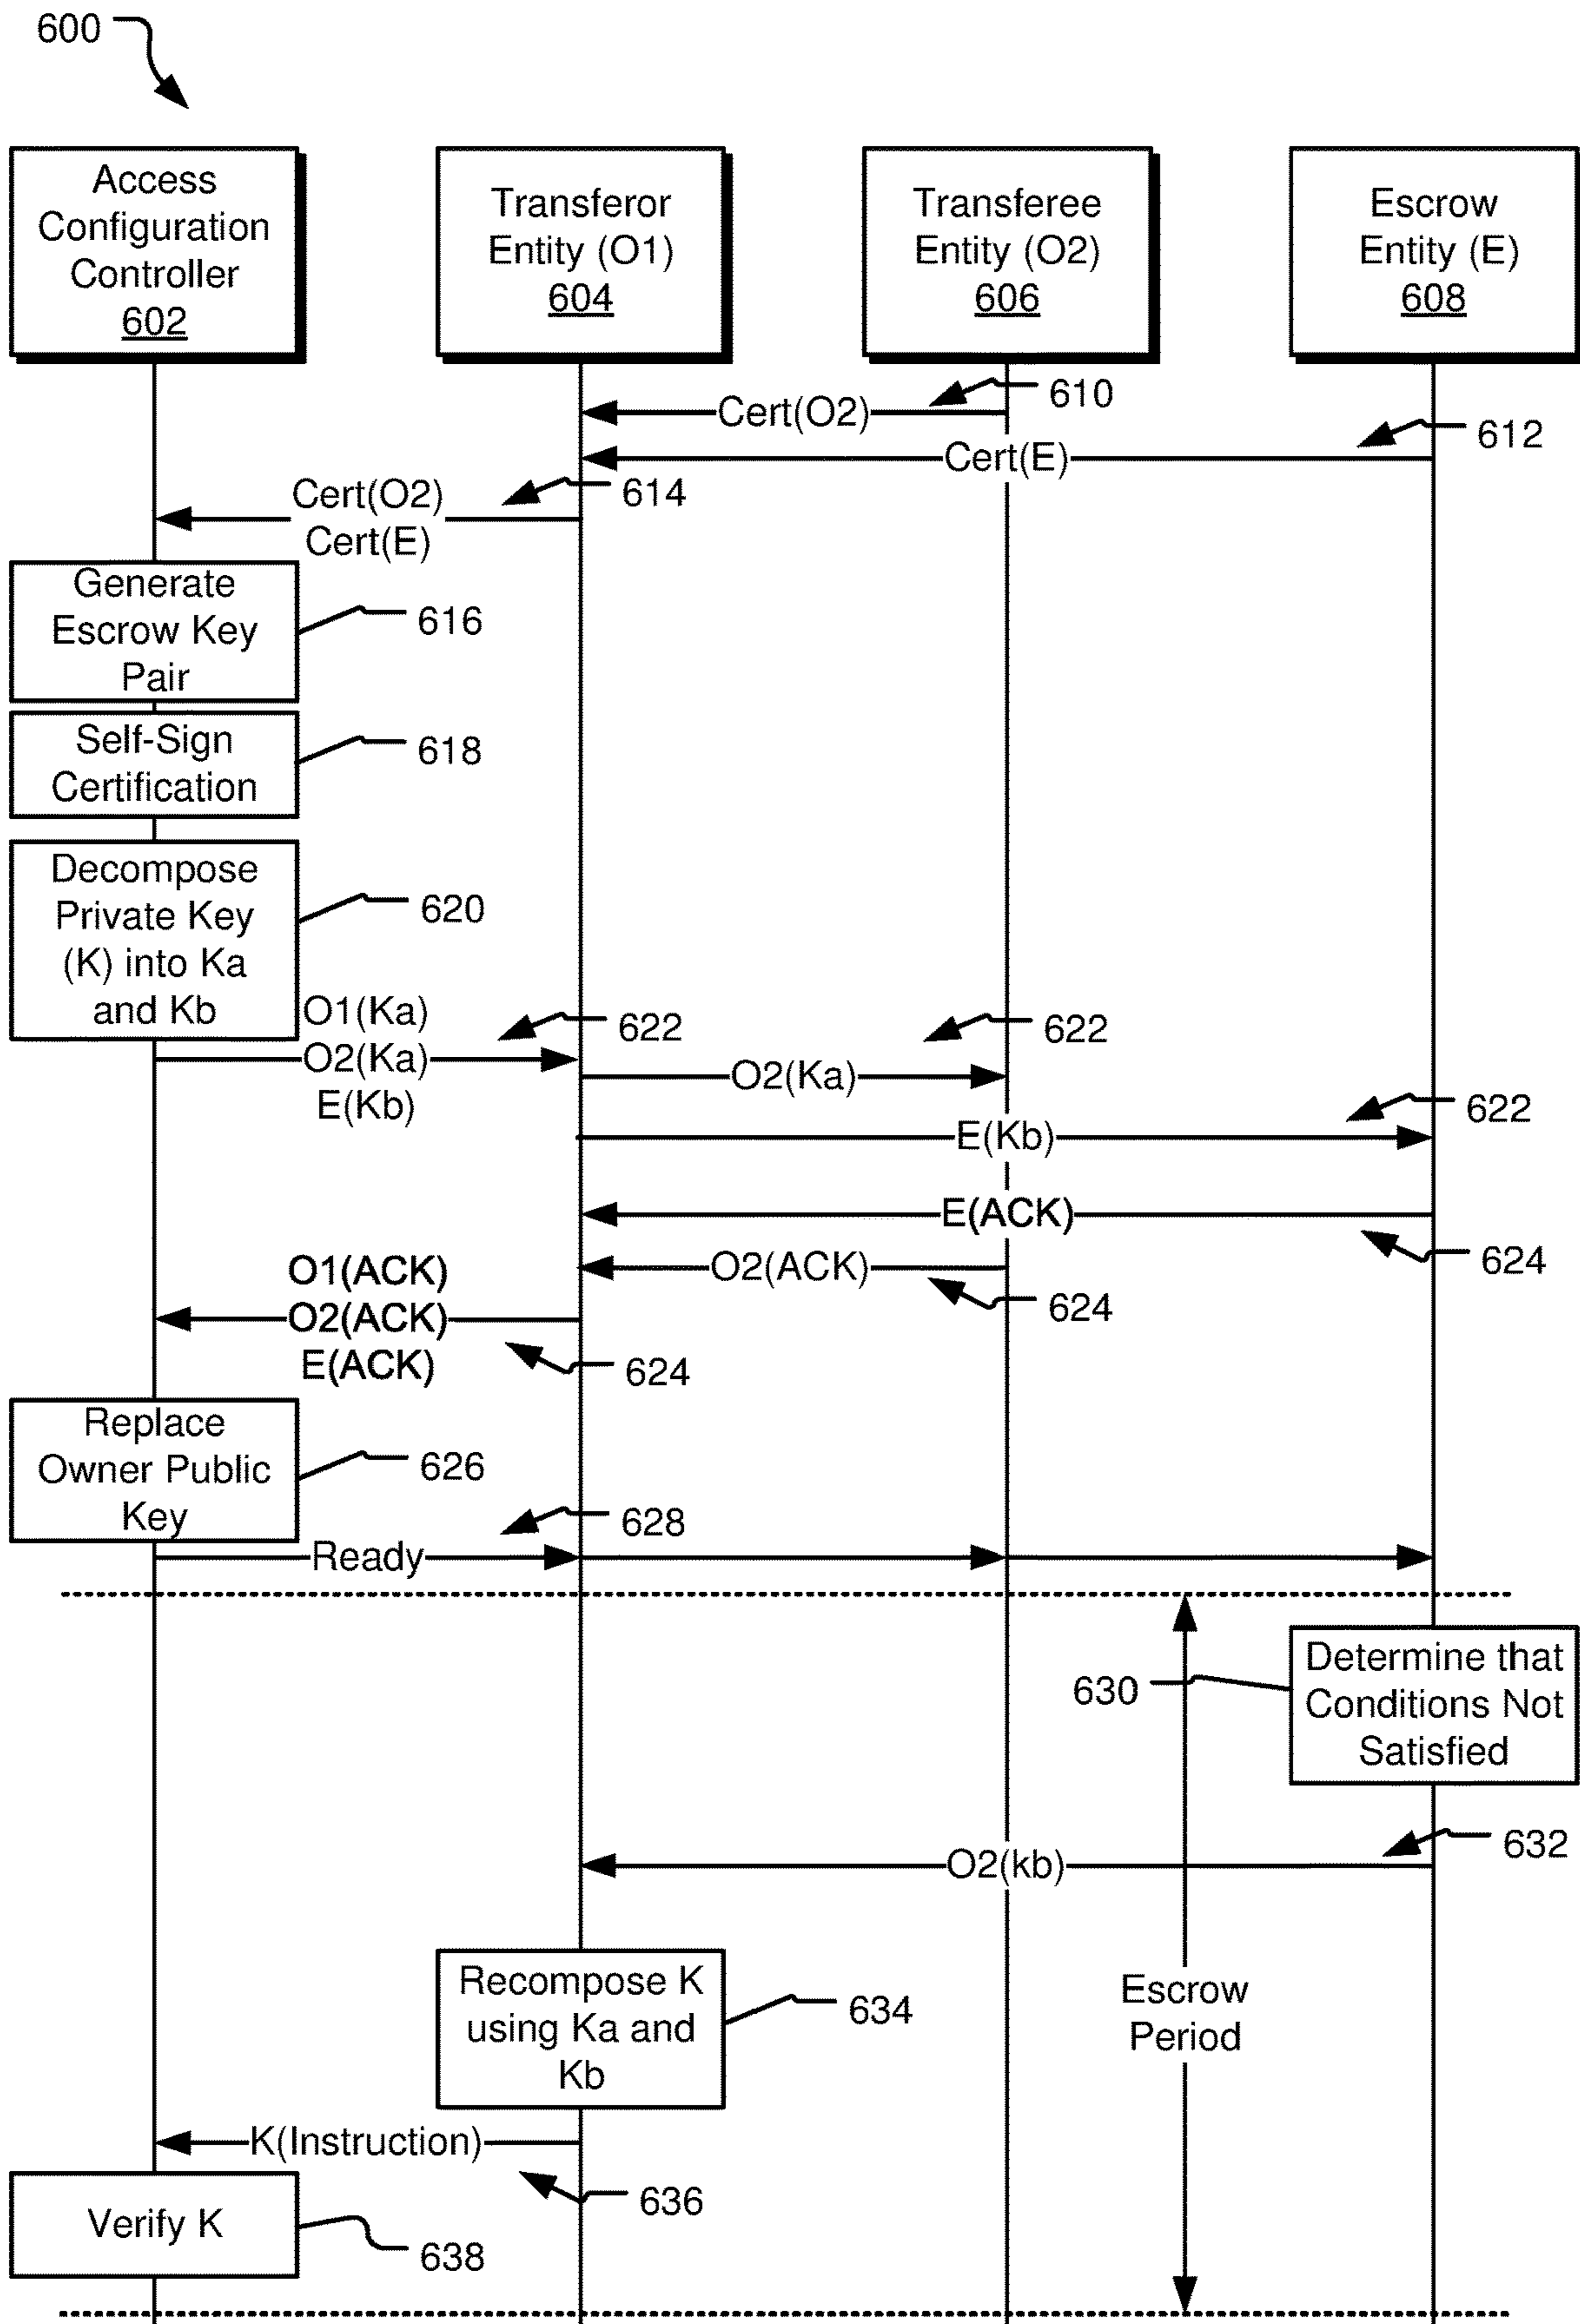 600
Access
Configuration
Controller
602
Transferor
Entity (O1)
604
Transferee
Entity (O2)
606
Escrow
Entity (E)
608
Cert(O2)
610
Cert(E)
612
Cert(O2)
Cert(E)
614
Generate
Escrow Key
Pair
616
Self-Sign
Certification
618
Decompose
Private Key
(K) into Ka
and Kb
620
O1(Ka)
O2(Ka)
E(Kb)
622
O2(Ka)
622
E(Kb)
622
E(ACK)
624
O2(ACK)
624
O1(ACK)
O2(ACK)
E(ACK)
624
Replace
Owner Public
Key
626
Ready
628
Determine that
Conditions Not
Satisfied
630
O2(kb)
632
Recompose K
using Ka and
Kb
634
Escrow
Period
K(Instruction)
636
Verify K
638